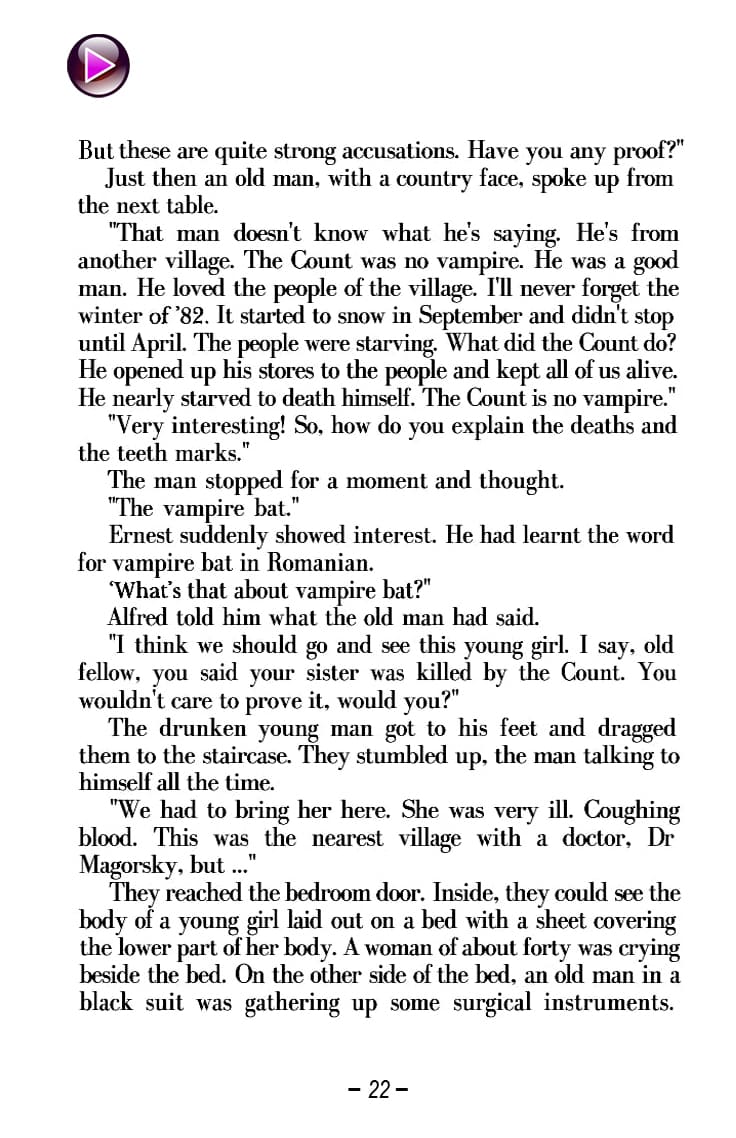 But these are quite strong accusations. Have you any proof?"
Just then an old man, with a country face, spoke up from
the next table.
"That man doesn't know what he's saying. He's from
another village. The Count was no vampire. He was a good
man. He loved the people of the village. I'll never forget the
winter of ’82. It started to snow in September and didn't stop
until April. The people were starving. What did the Count do?
He opened up his stores to the people and kept all of us alive.
He nearly starved to death himself. The Count is no vampire."
"Very interesting! So, how do you explain the deaths and
the teeth marks."
The man stopped for a moment and thought.
"The vampire bat."
Ernest suddenly showed interest. He had learnt the word
for vampire bat in Romanian.
‘What’s that about vampire bat?"
Alfred told him what the old man had said.
"I think we should go and see this young girl. I say, old
fellow, you said your sister was killed by the Count. You
wouldn't care to prove it, would you?"
The drunken young man got to his feet and dragged
them to the staircase. They stumbled up, the man talking to
himself all the time.
"We had to bring her here. She was very ill. Coughing
blood. This was the nearest village with a doctor, Dr
Magorsky, but ..."
They reached the bedroom door. Inside, they could see the
body of a young girl laid out on a bed with a sheet covering
the lower part of her body. A woman of about forty was crying
beside the bed. On the other side of the bed, an old man in a
black suit was gathering up some surgical instruments.
– 22 –